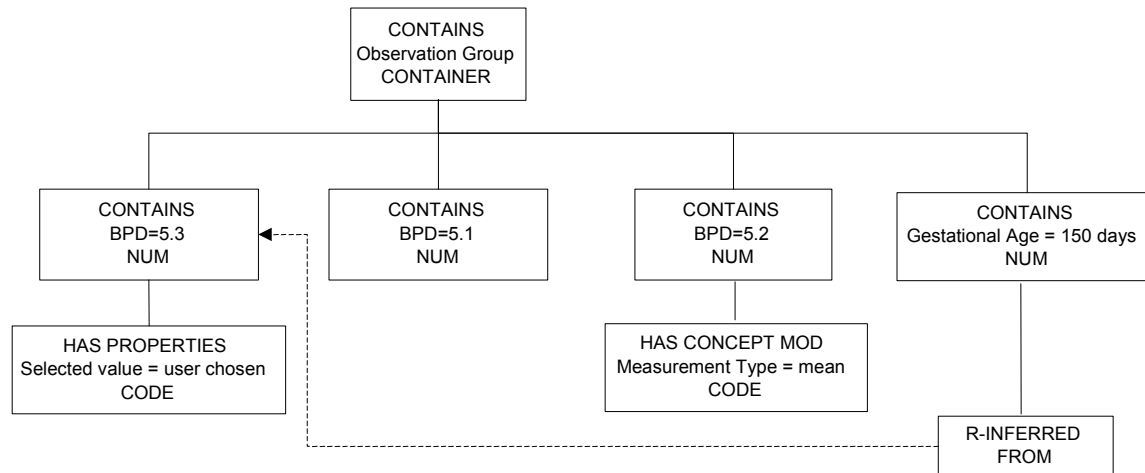 CONTAINS
Observation Group
CONTAINER
CONTAINS
BPD=5.3
NUM
CONTAINS
BPD=5.1
NUM
CONTAINS
BPD=5.2
NUM
CONTAINS
Gestational Age = 150 days
NUM
HAS PROPERTIES
Selected value = user chosen
CODE
HAS CONCEPT MOD
Measurement Type = mean
CODE
R-INFERRED
FROM